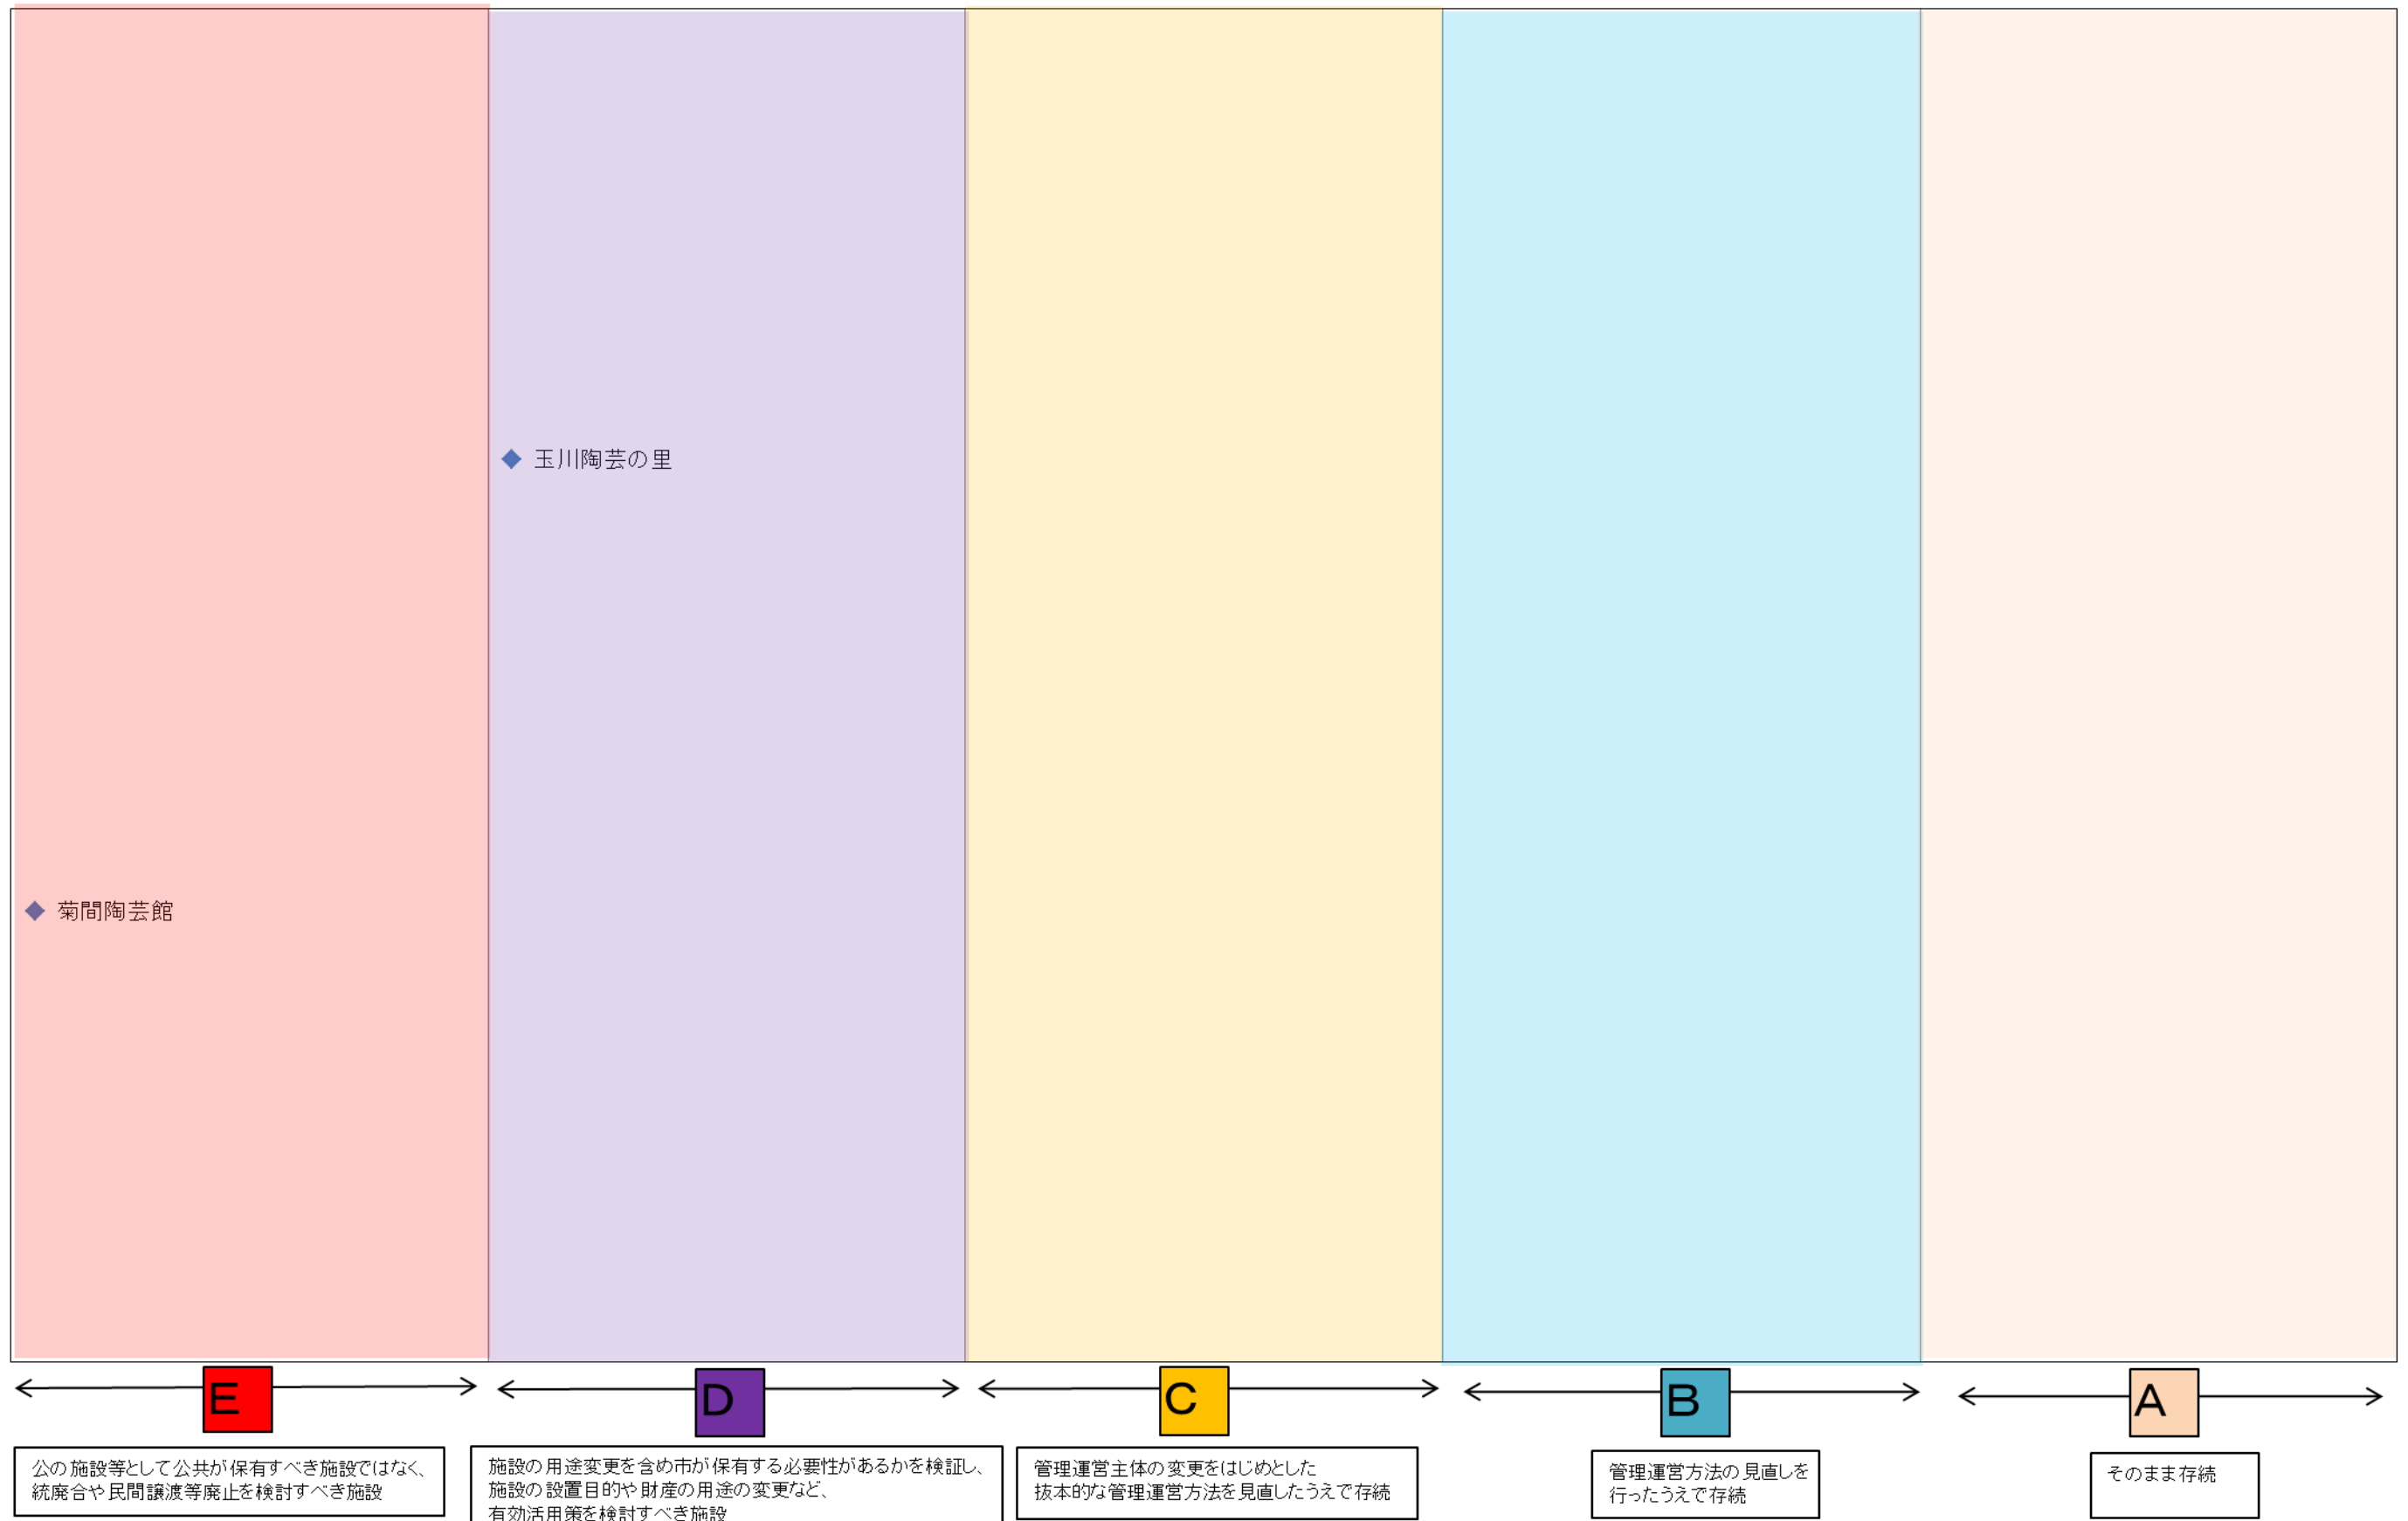 玉川陶芸の里
菊間陶芸館
E
D
C
B
A
公の施設等として公共が保有すべき施設ではなく、
統廃合や民間譲渡等廃止を検討すべき施設
施設の用途変更を含め市が保有する必要性があるかを検証し、
施設の設置目的や財産の用途の変更など、
有効活用策を検討すべき施設
管理運営主体の変更をはじめとした
抜本的な管理運営方法を見直したうえで存続
管理運営方法の見直しを
行ったうえで存続
そのまま存続